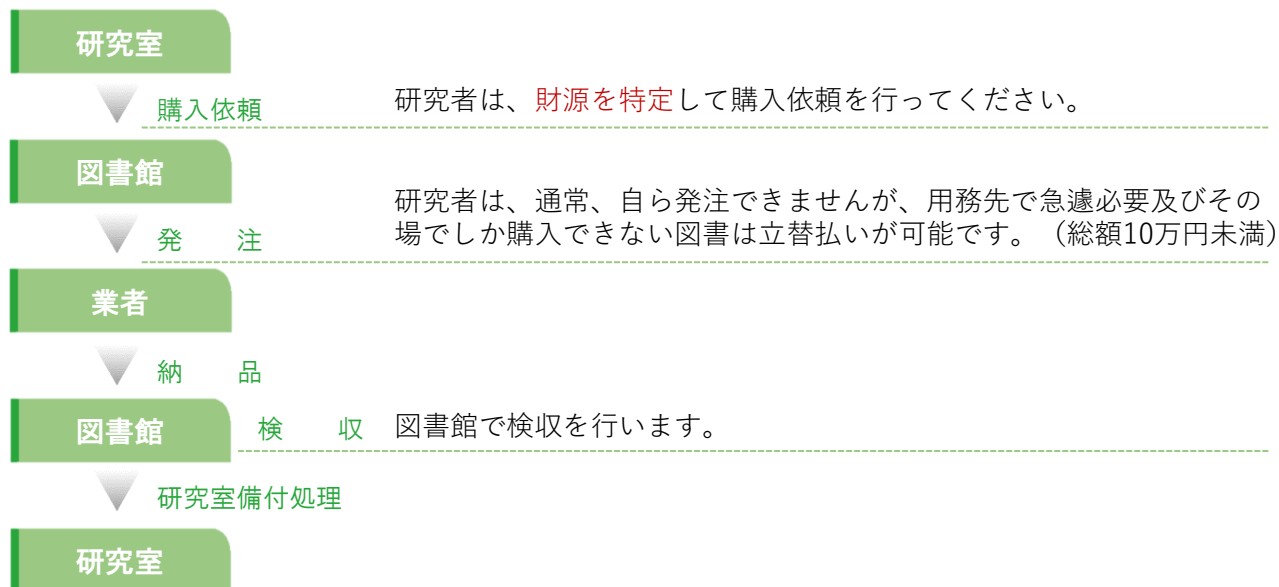 研究室
購入依頼
研究者は、財源を特定して購入依頼を行ってください。
図書館
研究者は、通常、自ら発注できませんが、用務先で急遽必要及びその
場でしか購入できない図書は立替払いが可能です。（総額10万円未満）
発　　注
業者
納　　品
図書館
検　　収
図書館で検収を行います。
研究室備付処理
研究室